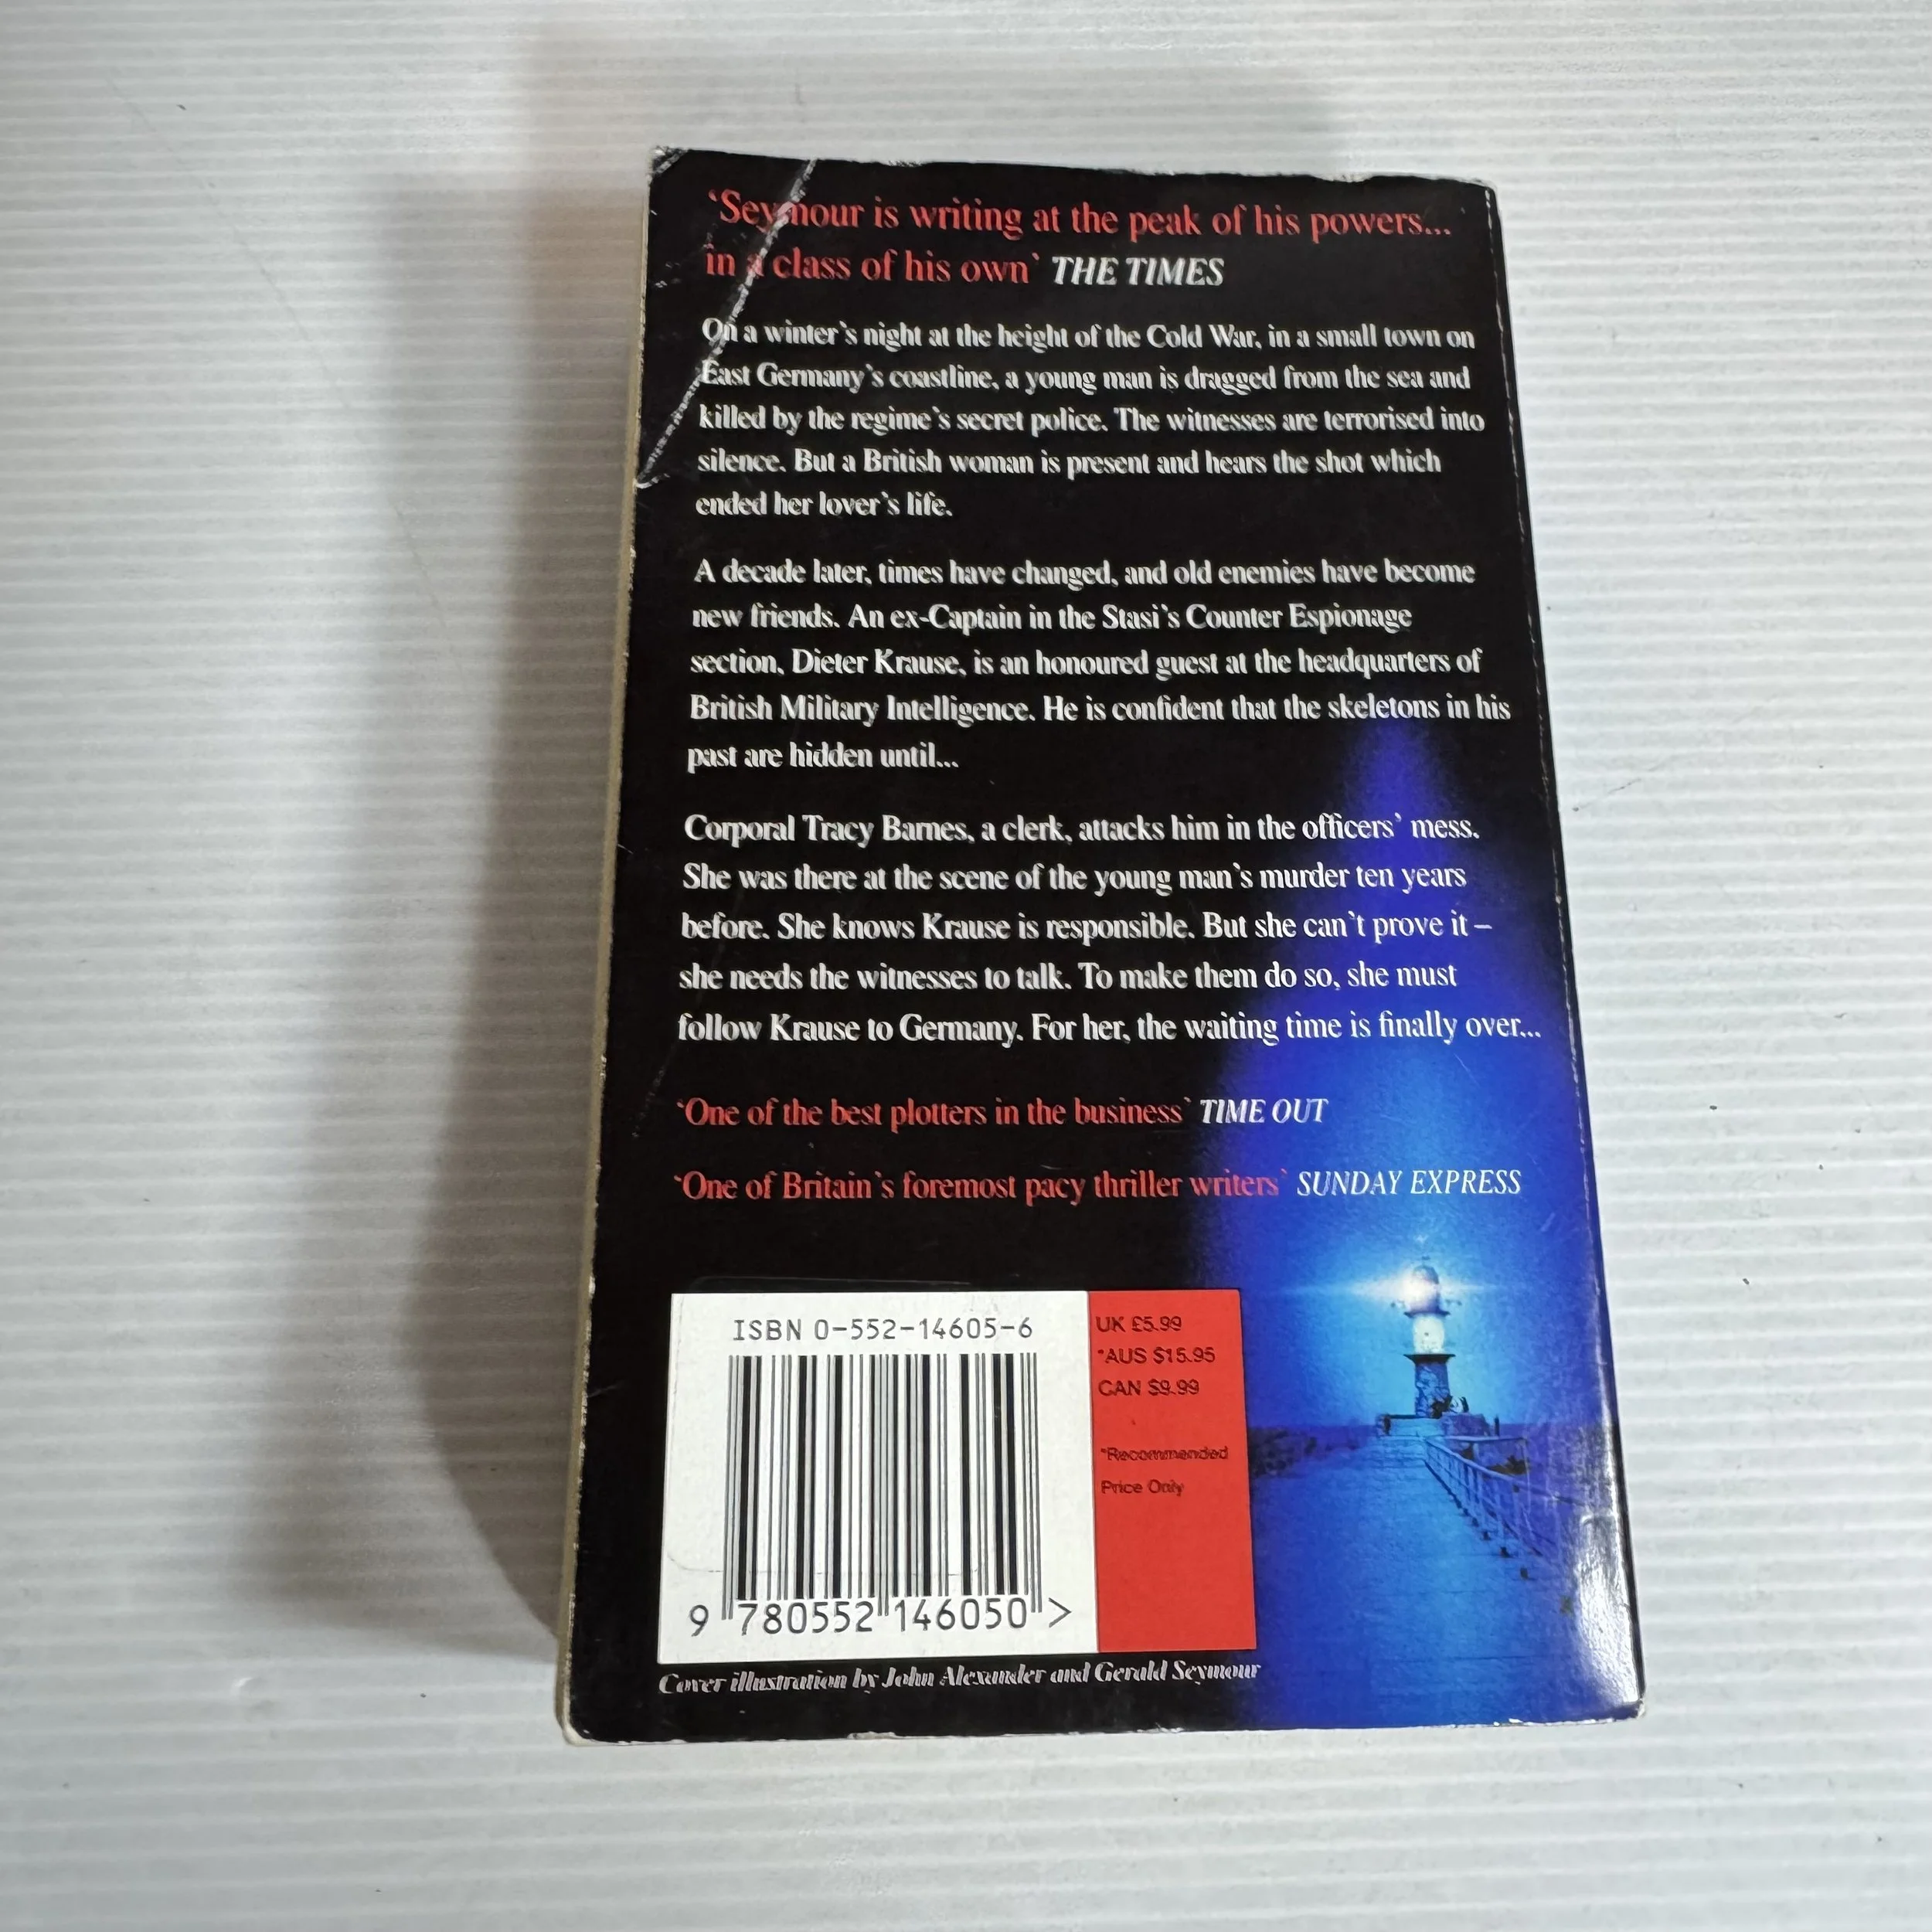 ‘Seymour is writing at the peak of his powers...
in a class of his own’ THE TIMES
On a winter’s night at the height of the Cold War, in a small town on
East Germany’s coastline, a young man is dragged from the sea and
killed by the regime’s secret police. The witnesses are terrorised into
silence. But a British woman is present and hears the shot which
ended her lover’s life.
A decade later, times have changed, and old enemies have become
new friends. An ex-Captain in the Stasi’s Counter Espionage
section, Dieter Krause, is an honoured guest at the headquarters of
British Military Intelligence. He is confident that the skeletons in his
past are hidden until...
Corporal Tracy Barnes, a clerk, attacks him in the officers’ mess.
She was there at the scene of the young man’s murder ten years
before. She knows Krause is responsible. But she can’t prove it –
she needs the witnesses to talk. To make them do so, she must
follow Krause to Germany. For her, the waiting time is finally over...
‘One of the best plotters in the business’ TIME OUT
‘One of Britain’s foremost pacy thriller writers’ SUNDAY EXPRESS
ISBN 0-552-14605-6
9 780552 146050 >
UK £5.99
*AUS $15.95
CAN $9.99
*Recommended
Price Only
Cover illustration by John Alexander and Gerald Seymour